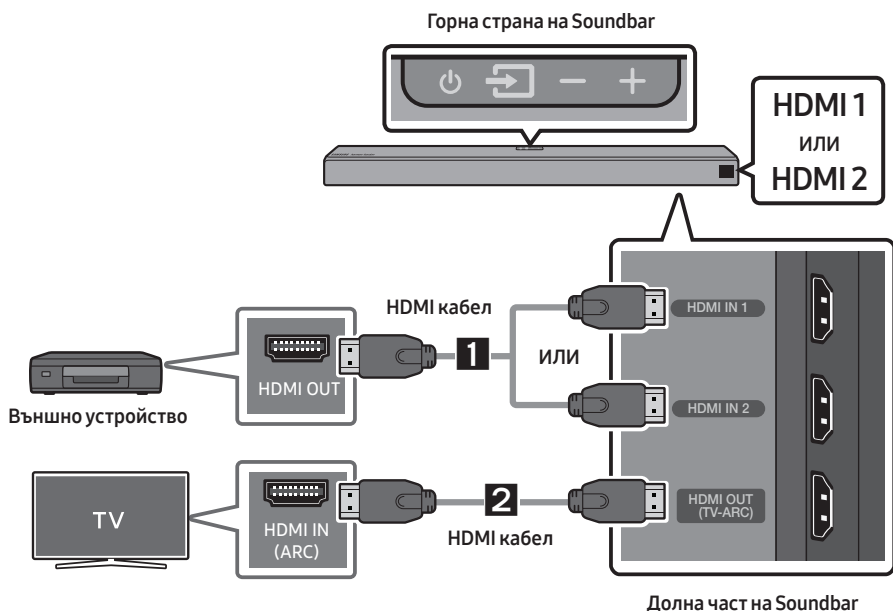 Горна страна на Soundbar
HDMI 1
или
HDMI 2
HDMI кабел
HDMI IN 1
1
или
HDMI OUT
Външно устройство
HDMI IN 2
TV
HDMI IN
(ARC)
2
HDMI кабел
HDMI OUT
(TV-ARC)
Долна част на Soundbar